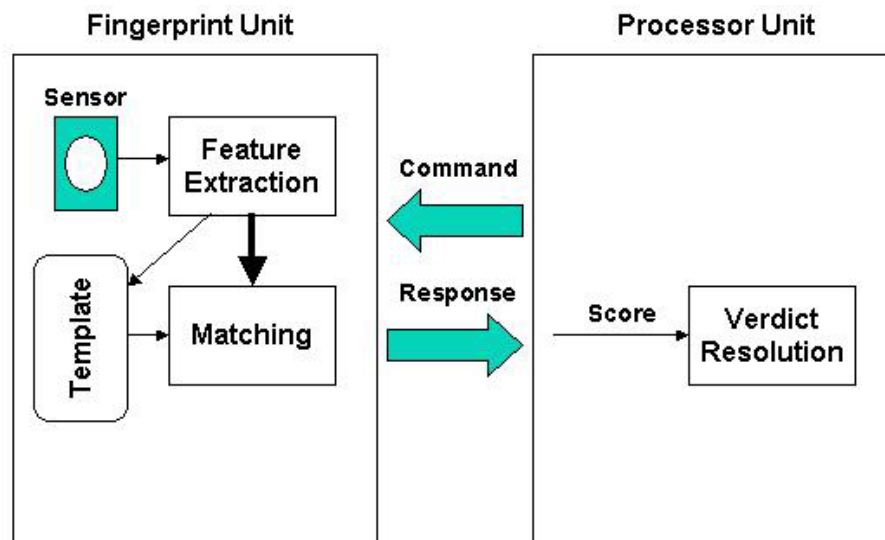 Fingerprint Unit
Processor Unit
Sensor
Feature
Extraction
Command
Template
Matching
Response
Score
Verdict
Resolution